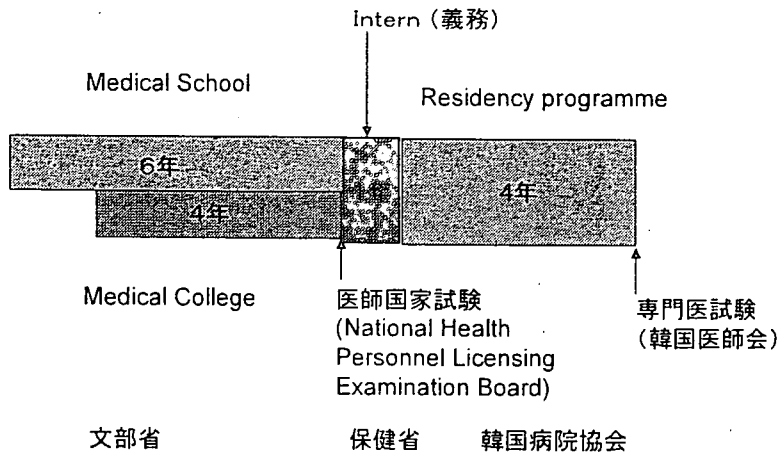 Intern (義務)
Medical School
Residency programme
6年
4年
1年
4年
Medical College
医師国家試験
(National Health
Personnel Licensing
Examination Board)
専門医試験
(韓国医師会)
文部省
保健省
韓国病院協会